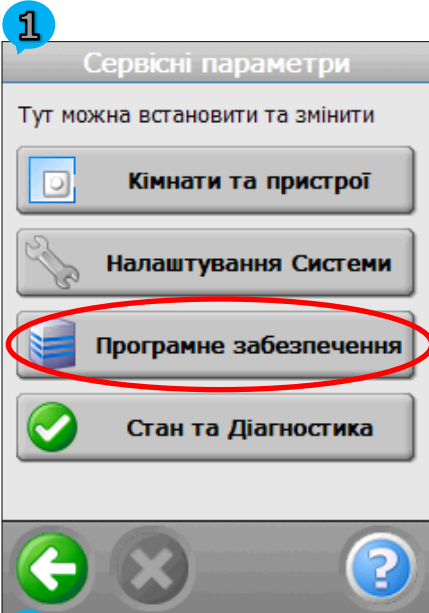 1
Сервісні параметри
Тут можна встановити та змінити
Кімнати та пристрої
Налаштування Системи
Програмне забезпечення
Стан та Діагностика
?